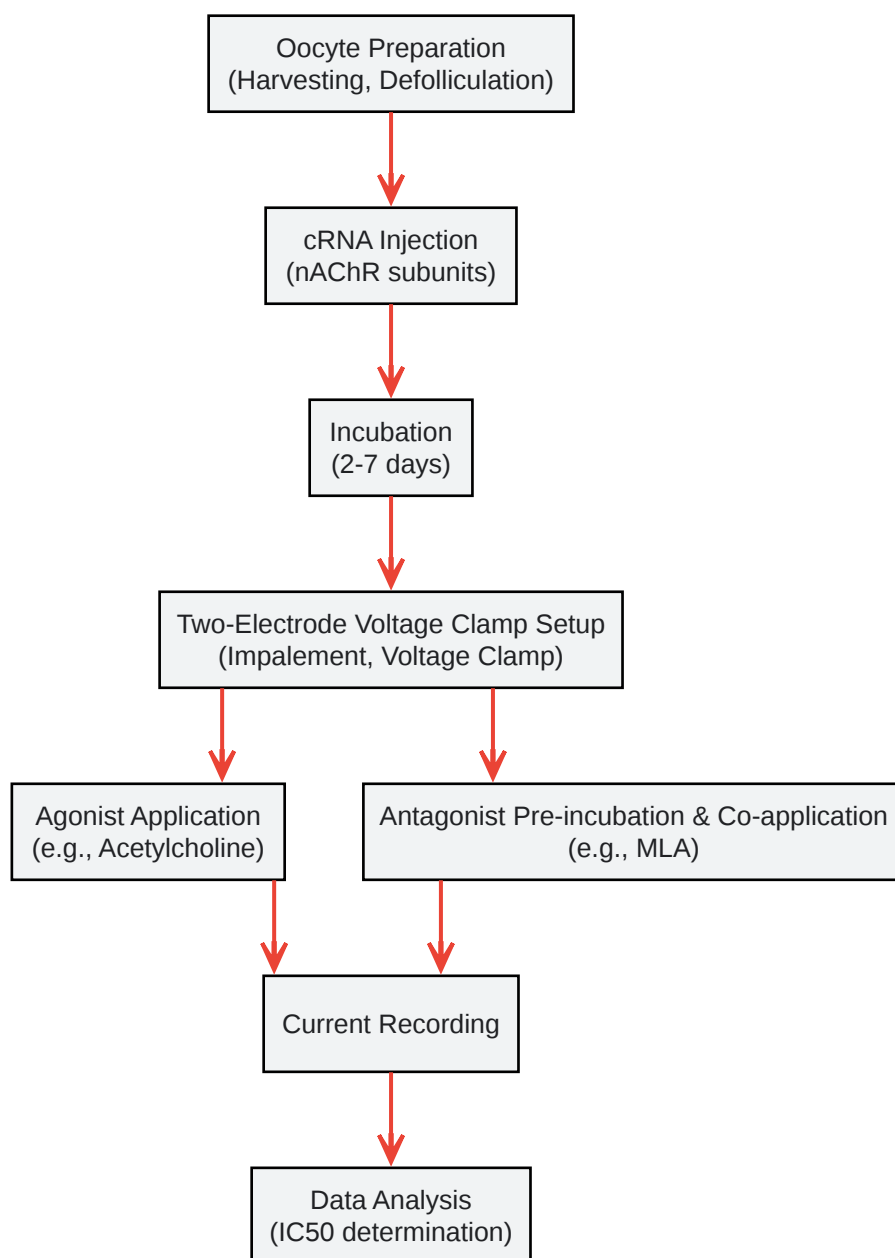 Oocyte Preparation
(Harvesting, Defolliculation)
cRNA Injection
(nAChR subunits)
Incubation
(2-7 days)
Two-Electrode Voltage Clamp Setup
(Impalement, Voltage Clamp)
Agonist Application
(e.g., Acetylcholine)
Antagonist Pre-incubation & Co-application
(e.g., MLA)
Current Recording
Data Analysis
(IC50 determination)